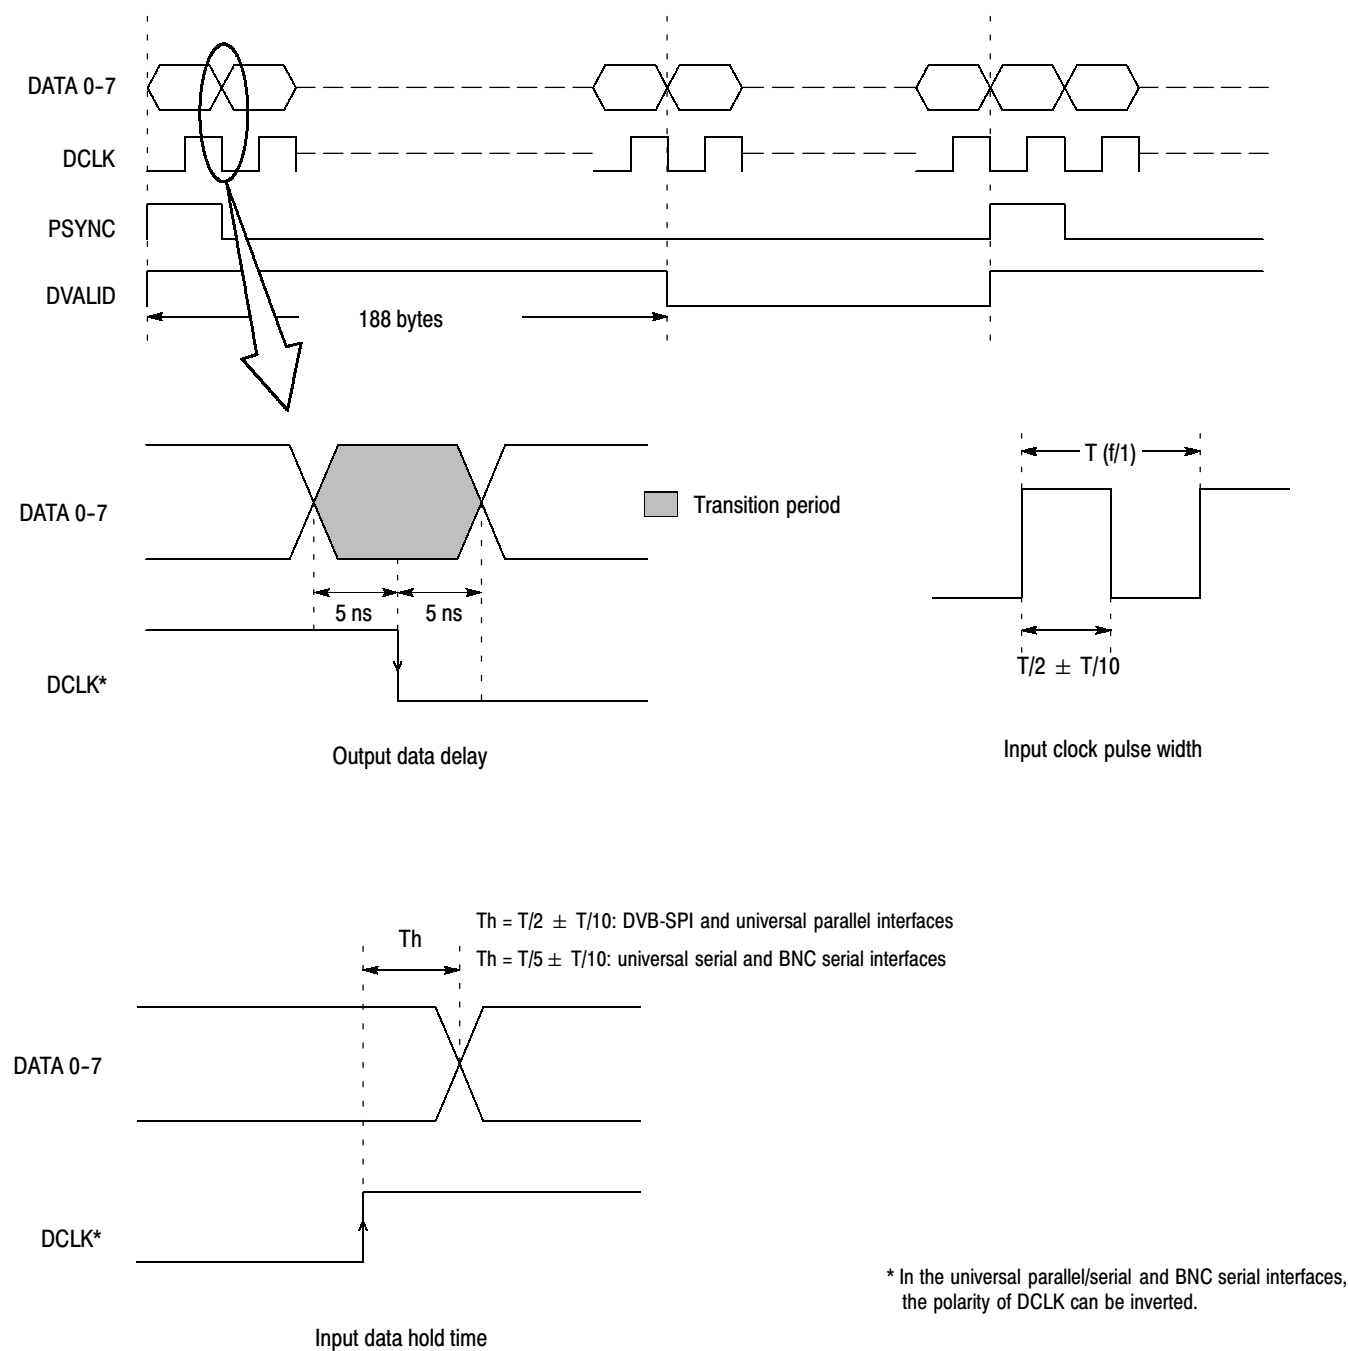 DATA 0-7
DCLK
PSYNC
DVALID
188 bytes
T (f/1)
DATA 0-7
Transition period
5 ns
5 ns
T/2 ± T/10
DCLK*
Output data delay
Input clock pulse width
Th = T/2 ± T/10: DVB-SPI and universal parallel interfaces
Th
Th = T/5 ± T/10: universal serial and BNC serial interfaces
DATA 0-7
DCLK*
* In the universal parallel/serial and BNC serial interfaces,
the polarity of DCLK can be inverted.
Input data hold time